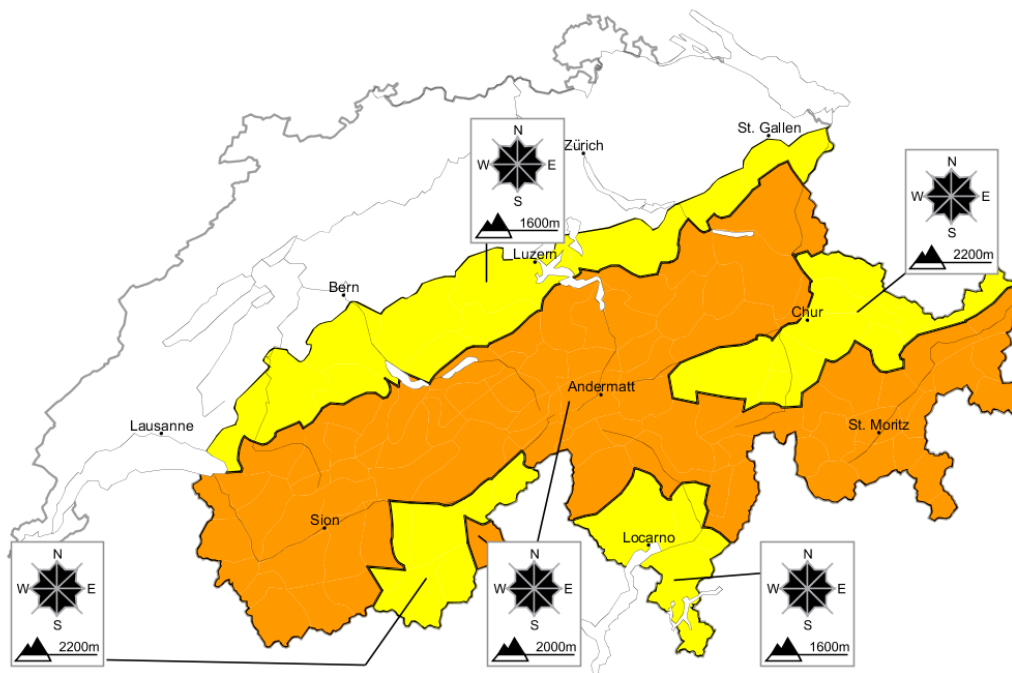 St. Gallen
Zürich
N
W E
S
1600m
N
W E
S
2200m
Luzern
Bern
Chur
Andermatt
Lausanne
St. Moritz
Sion
Locarno
N
W E
S
2200m
N
W E
S
2000m
N
W E
S
1600m